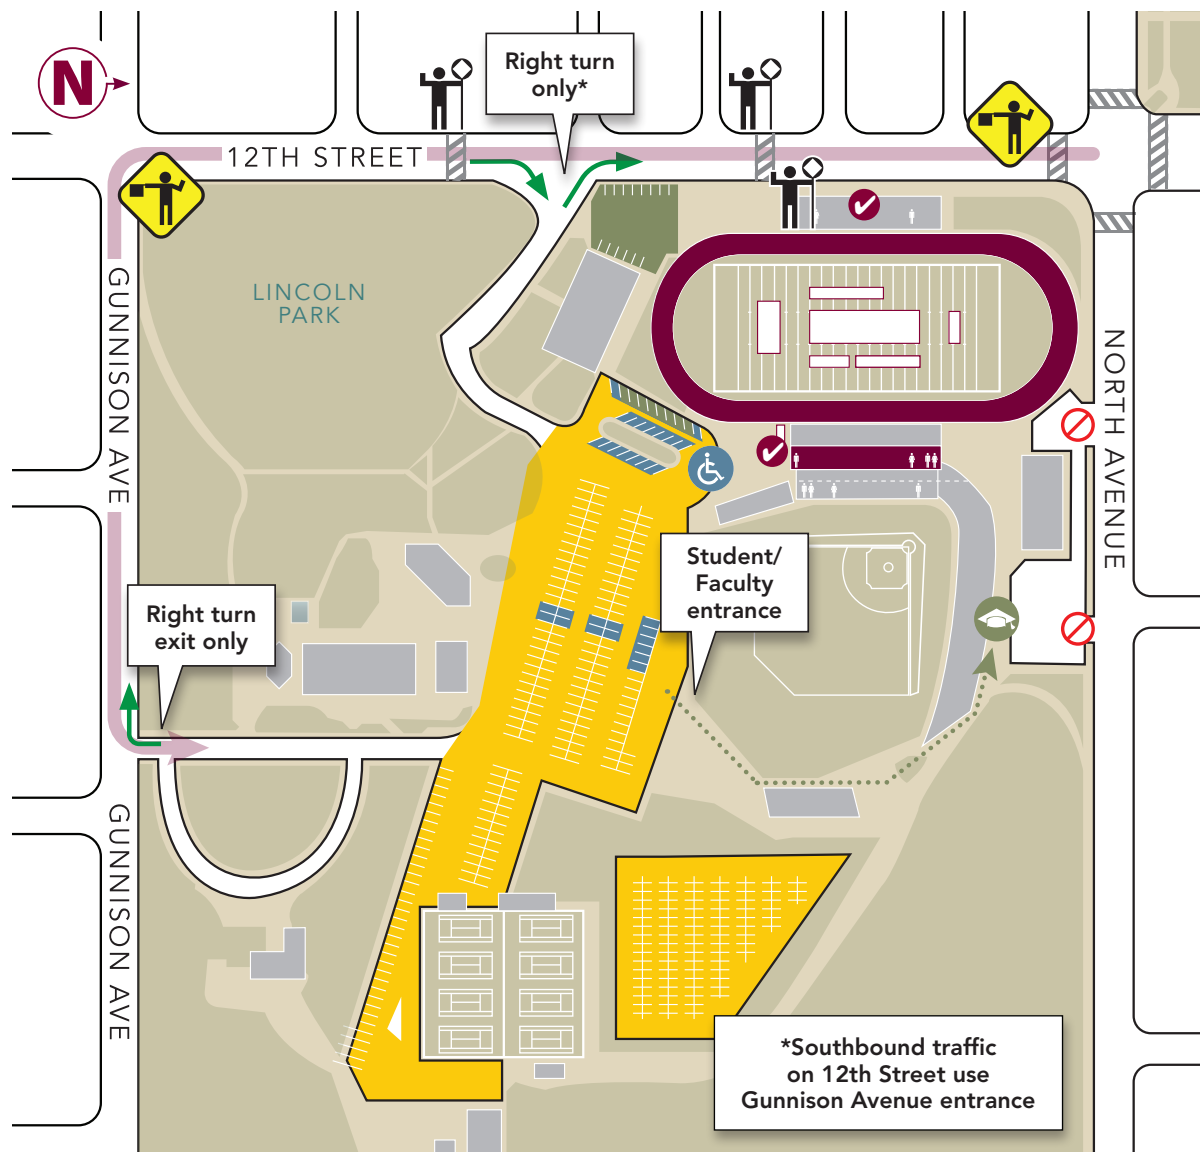 N
Right turn
only*
12TH STREET
LINCOLN
PARK
GUNNISON AVE
NORTH AVENUE
Student/
Faculty
entrance
Right turn
exit only
GUNNISON AVE
*Southbound traffic
on 12th Street use
Gunnison Avenue entrance